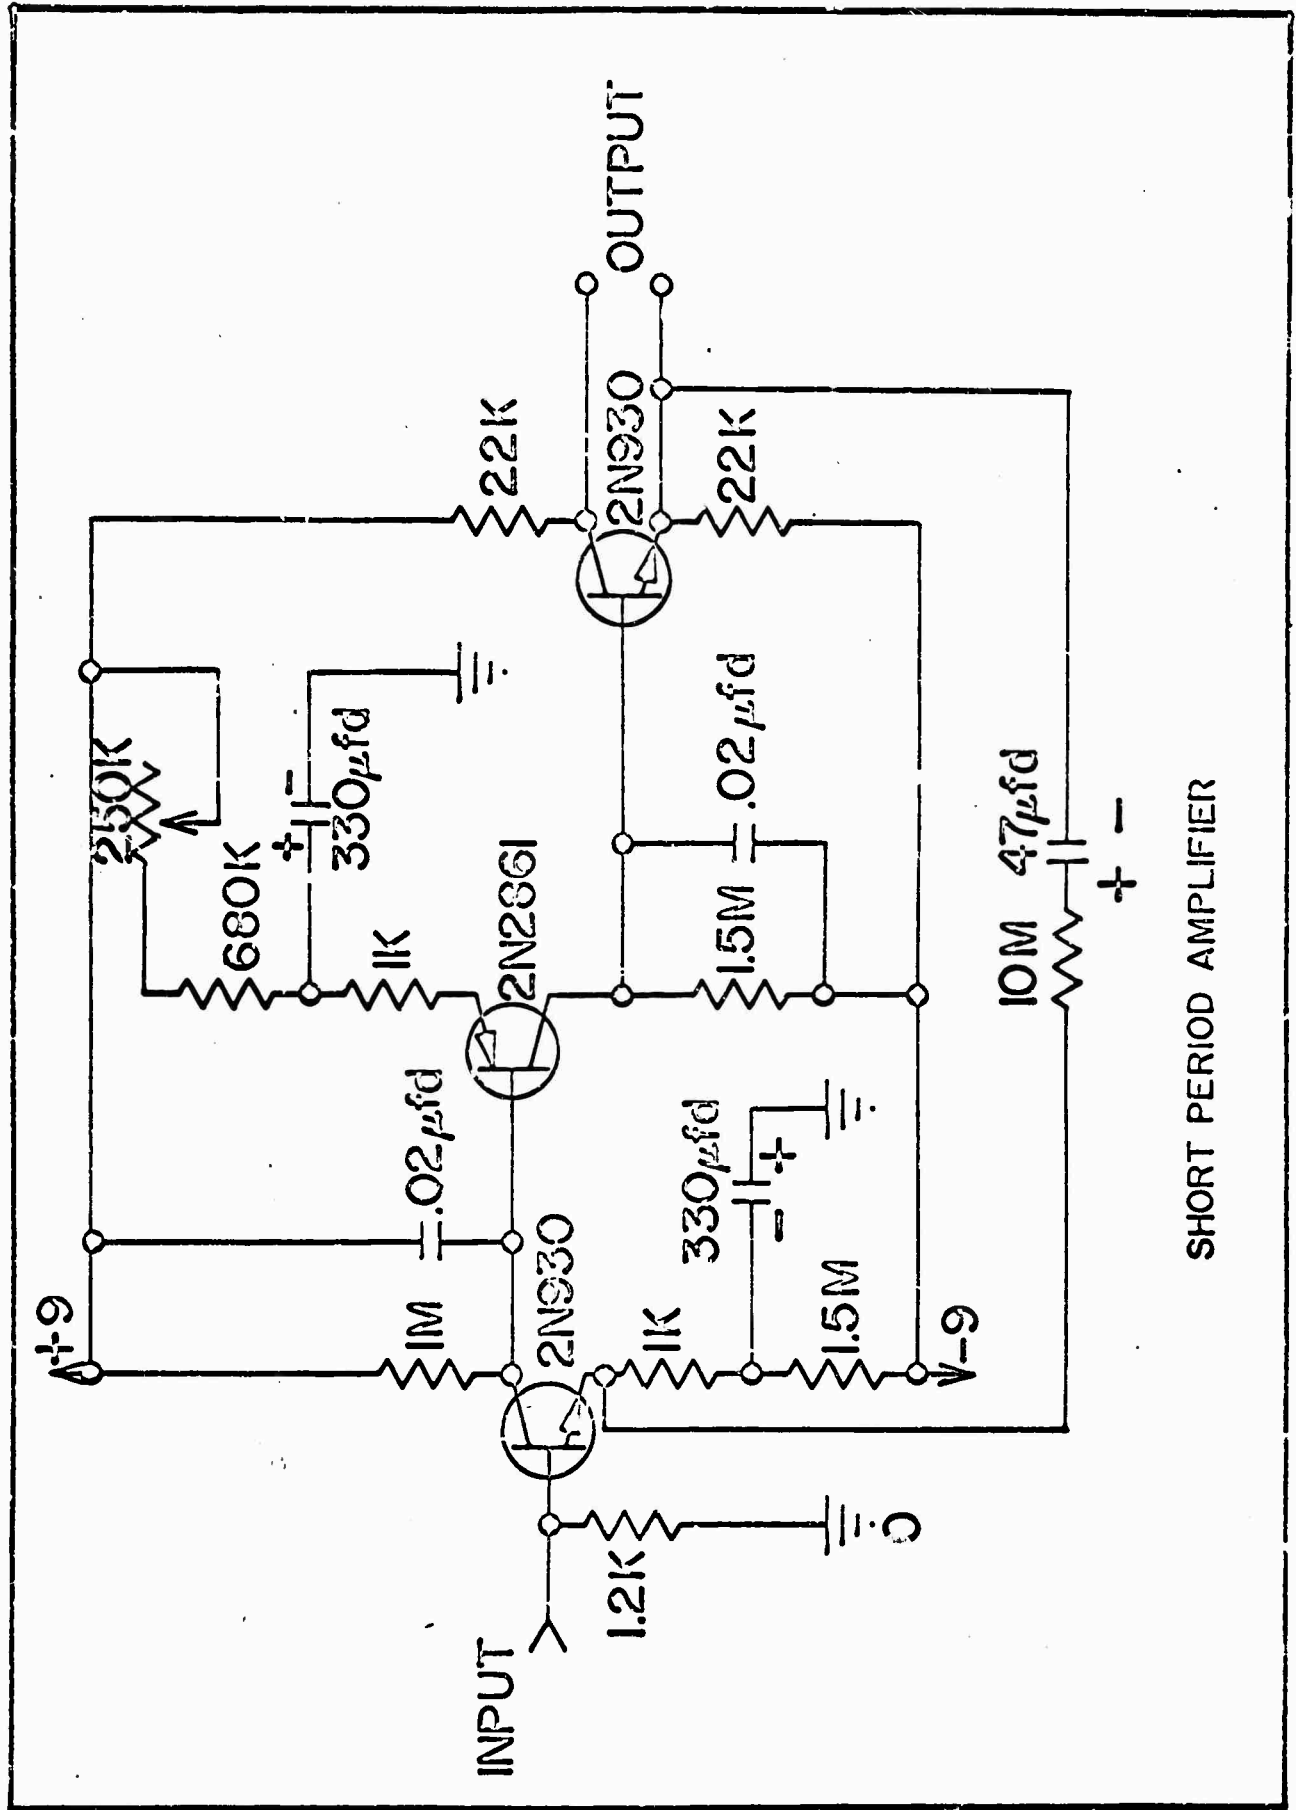 +9
250K
680K
330µfd
+
-
1K
22K
.02µfd
1M
2N2861
2N930
2N930
OUTPUT
INPUT
1.2K
1K
330µfd
-
+
1.5M
1.5M
.02µfd
22K
-9
10M
47µfd
+
-
SHORT PERIOD AMPLIFIER